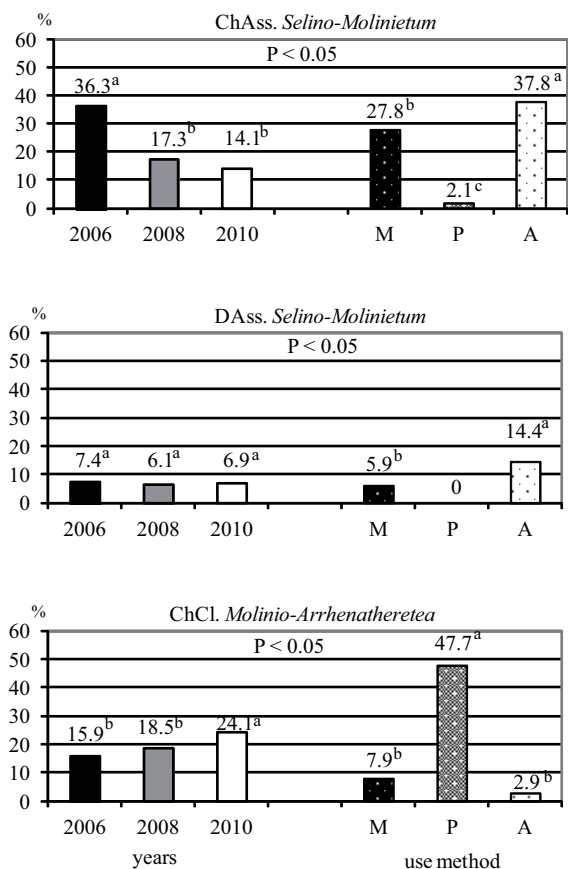 % ChAss. Selino-Molinietum
60 P < 0.05
50
40 36.3a 37.8a
30 27.8b
20 17.3b 14.1b
10 2.1c
0
2006 2008 2010 M P A
% DAss. Selino-Molinietum
60 P < 0.05
50
40
30
20 14.4a
10 7.4a 6.1a 6.9a 5.9b 0
0
2006 2008 2010 M P A
% ChCl. Molinio-Arrhenatheretea
60 P < 0.05 47.7a
50
40
30 24.1a
20 15.9b 18.5b
10 7.9b 2.9b
0
2006 2008 2010 M P A
years use method